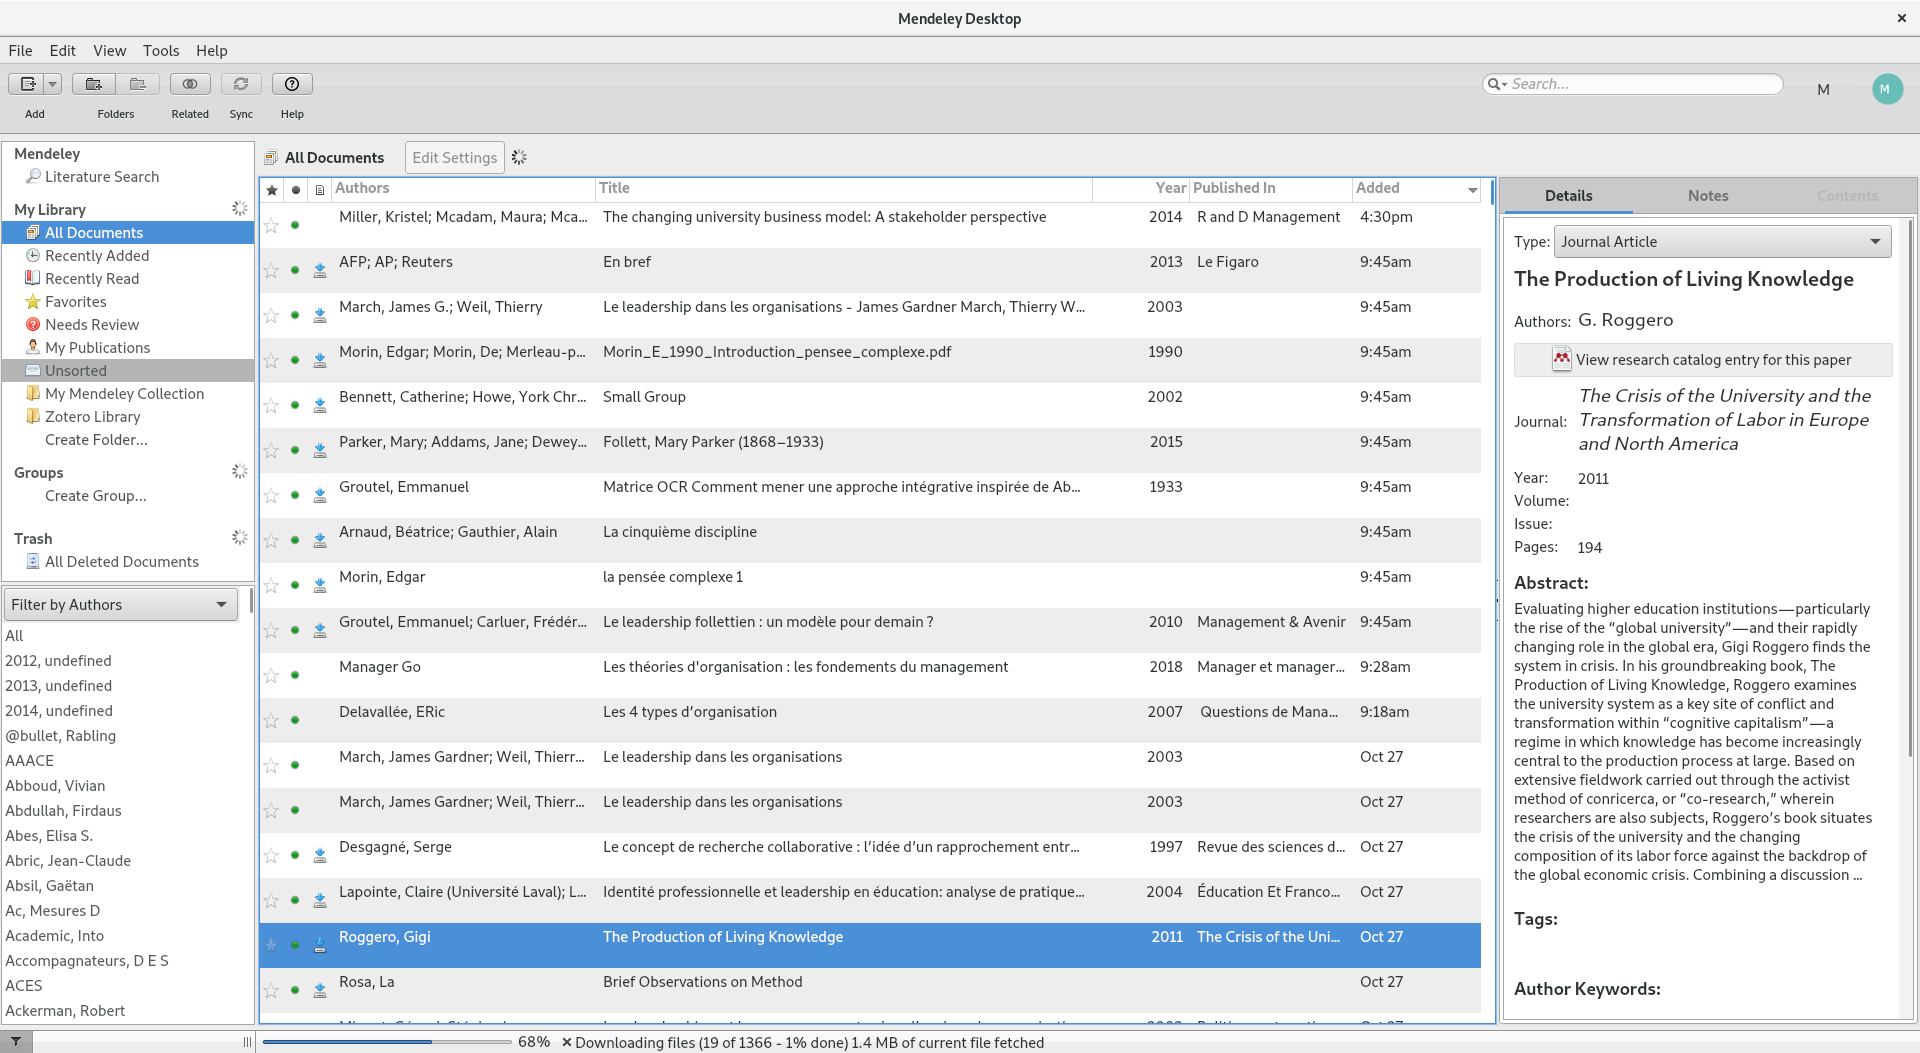 Mendeley Desktop
File Edit View Tools Help
Add Folders Related Sync Help
Search...
M
M
Mendeley
Literature Search
My Library
All Documents
Recently Added
Recently Read
Favorites
Needs Review
My Publications
Unsorted
My Mendeley Collection
Zotero Library
Create Folder...
Groups
Create Group...
Trash
All Deleted Documents
Filter by Authors
All
2012, undefined
2013, undefined
2014, undefined
@bullet, Rabling
AAACE
Abboud, Vivian
Abdullah, Firdaus
Abes, Elisa S.
Abric, Jean-Claude
Absil, Gaëtan
Ac, Mesures D
Academic, Into
Accompagnateurs, D E S
ACES
Ackerman, Robert
All Documents Edit Settings
Authors Title Year Published In Added
Miller, Kristel; Mcadam, Maura; Mca... The changing university business model: A stakeholder perspective 2014 R and D Management 4:30pm
AFP; AP; Reuters En bref 2013 Le Figaro 9:45am
March, James G.; Weil, Thierry Le leadership dans les organisations - James Gardner March, Thierry W... 2003 9:45am
Morin, Edgar; Morin, De; Merleau-p... Morin_E_1990_Introduction_pensee_complexe.pdf 1990 9:45am
Bennett, Catherine; Howe, York Chr... Small Group 2002 9:45am
Parker, Mary; Addams, Jane; Dewey... Follett, Mary Parker (1868–1933) 2015 9:45am
Groutel, Emmanuel Matrice OCR Comment mener une approche intégrative inspirée de Ab... 1933 9:45am
Arnaud, Béatrice; Gauthier, Alain La cinquième discipline 9:45am
Morin, Edgar la pensée complexe 1 9:45am
Groutel, Emmanuel; Carluer, Frédér... Le leadership follettien : un modèle pour demain ? 2010 Management & Avenir 9:45am
Manager Go Les théories d'organisation : les fondements du management 2018 Manager et manager... 9:28am
Delavallée, ERic Les 4 types d’organisation 2007 Questions de Mana... 9:18am
March, James Gardner; Weil, Thierr... Le leadership dans les organisations 2003 Oct 27
March, James Gardner; Weil, Thierr... Le leadership dans les organisations 2003 Oct 27
Desgagné, Serge Le concept de recherche collaborative : l’idée d’un rapprochement entr... 1997 Revue des sciences d... Oct 27
Lapointe, Claire (Université Laval); L... Identité professionnelle et leadership en éducation: analyse de pratique... 2004 Éducation Et Franco... Oct 27
Roggero, Gigi The Production of Living Knowledge 2011 The Crisis of the Uni... Oct 27
Rosa, La Brief Observations on Method Oct 27
Details Notes Contents
Type: Journal Article
The Production of Living Knowledge
Authors: G. Roggero
View research catalog entry for this paper
Journal: The Crisis of the University and the
Transformation of Labor in Europe
and North America
Year: 2011
Volume:
Issue:
Pages: 194
Abstract:
Evaluating higher education institutions—particularly
the rise of the “global university”—and their rapidly
changing role in the global era, Gigi Roggero finds the
system in crisis. In his groundbreaking book, The
Production of Living Knowledge, Roggero examines
the university system as a key site of conflict and
transformation within “cognitive capitalism”—a
regime in which knowledge has become increasingly
central to the production process at large. Based on
extensive fieldwork carried out through the activist
method of conricerca, or “co-research,” wherein
researchers are also subjects, Roggero’s book situates
the crisis of the university and the changing
composition of its labor force against the backdrop of
the global economic crisis. Combining a discussion ...
Tags:
Author Keywords:
68% Downloading files (19 of 1366 - 1% done) 1.4 MB of current file fetched